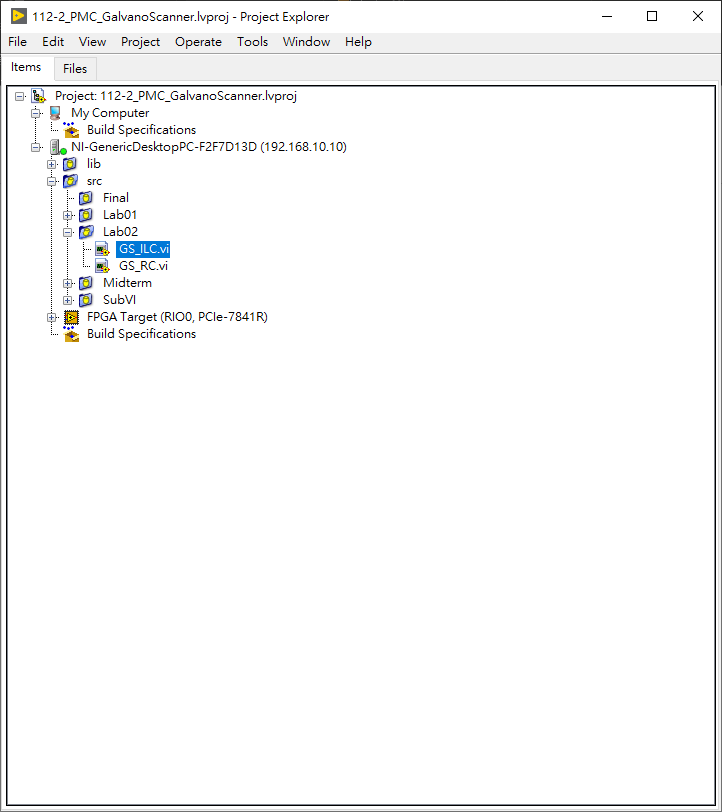 112-2_PMC_GalvanoScanner.lvproj - Project Explorer
File Edit View Project Operate Tools Window Help
Items Files
Project: 112-2_PMC_GalvanoScanner.lvproj
My Computer
Build Specifications
NI-GenericDesktopPC-F2F7D13D (192.168.10.10)
lib
src
Final
Lab01
Lab02
GS_ILC.vi
GS_RC.vi
Midterm
SubVI
FPGA Target (RIO0, PCIe-7841R)
Build Specifications